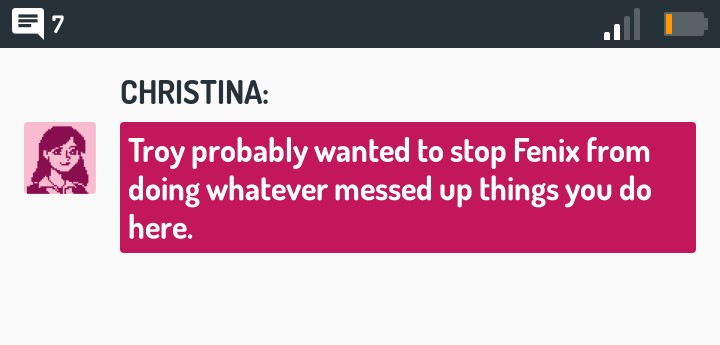 7
CHRISTINA:
Troy probably wanted to stop Fenix from
doing whatever messed up things you do
here.